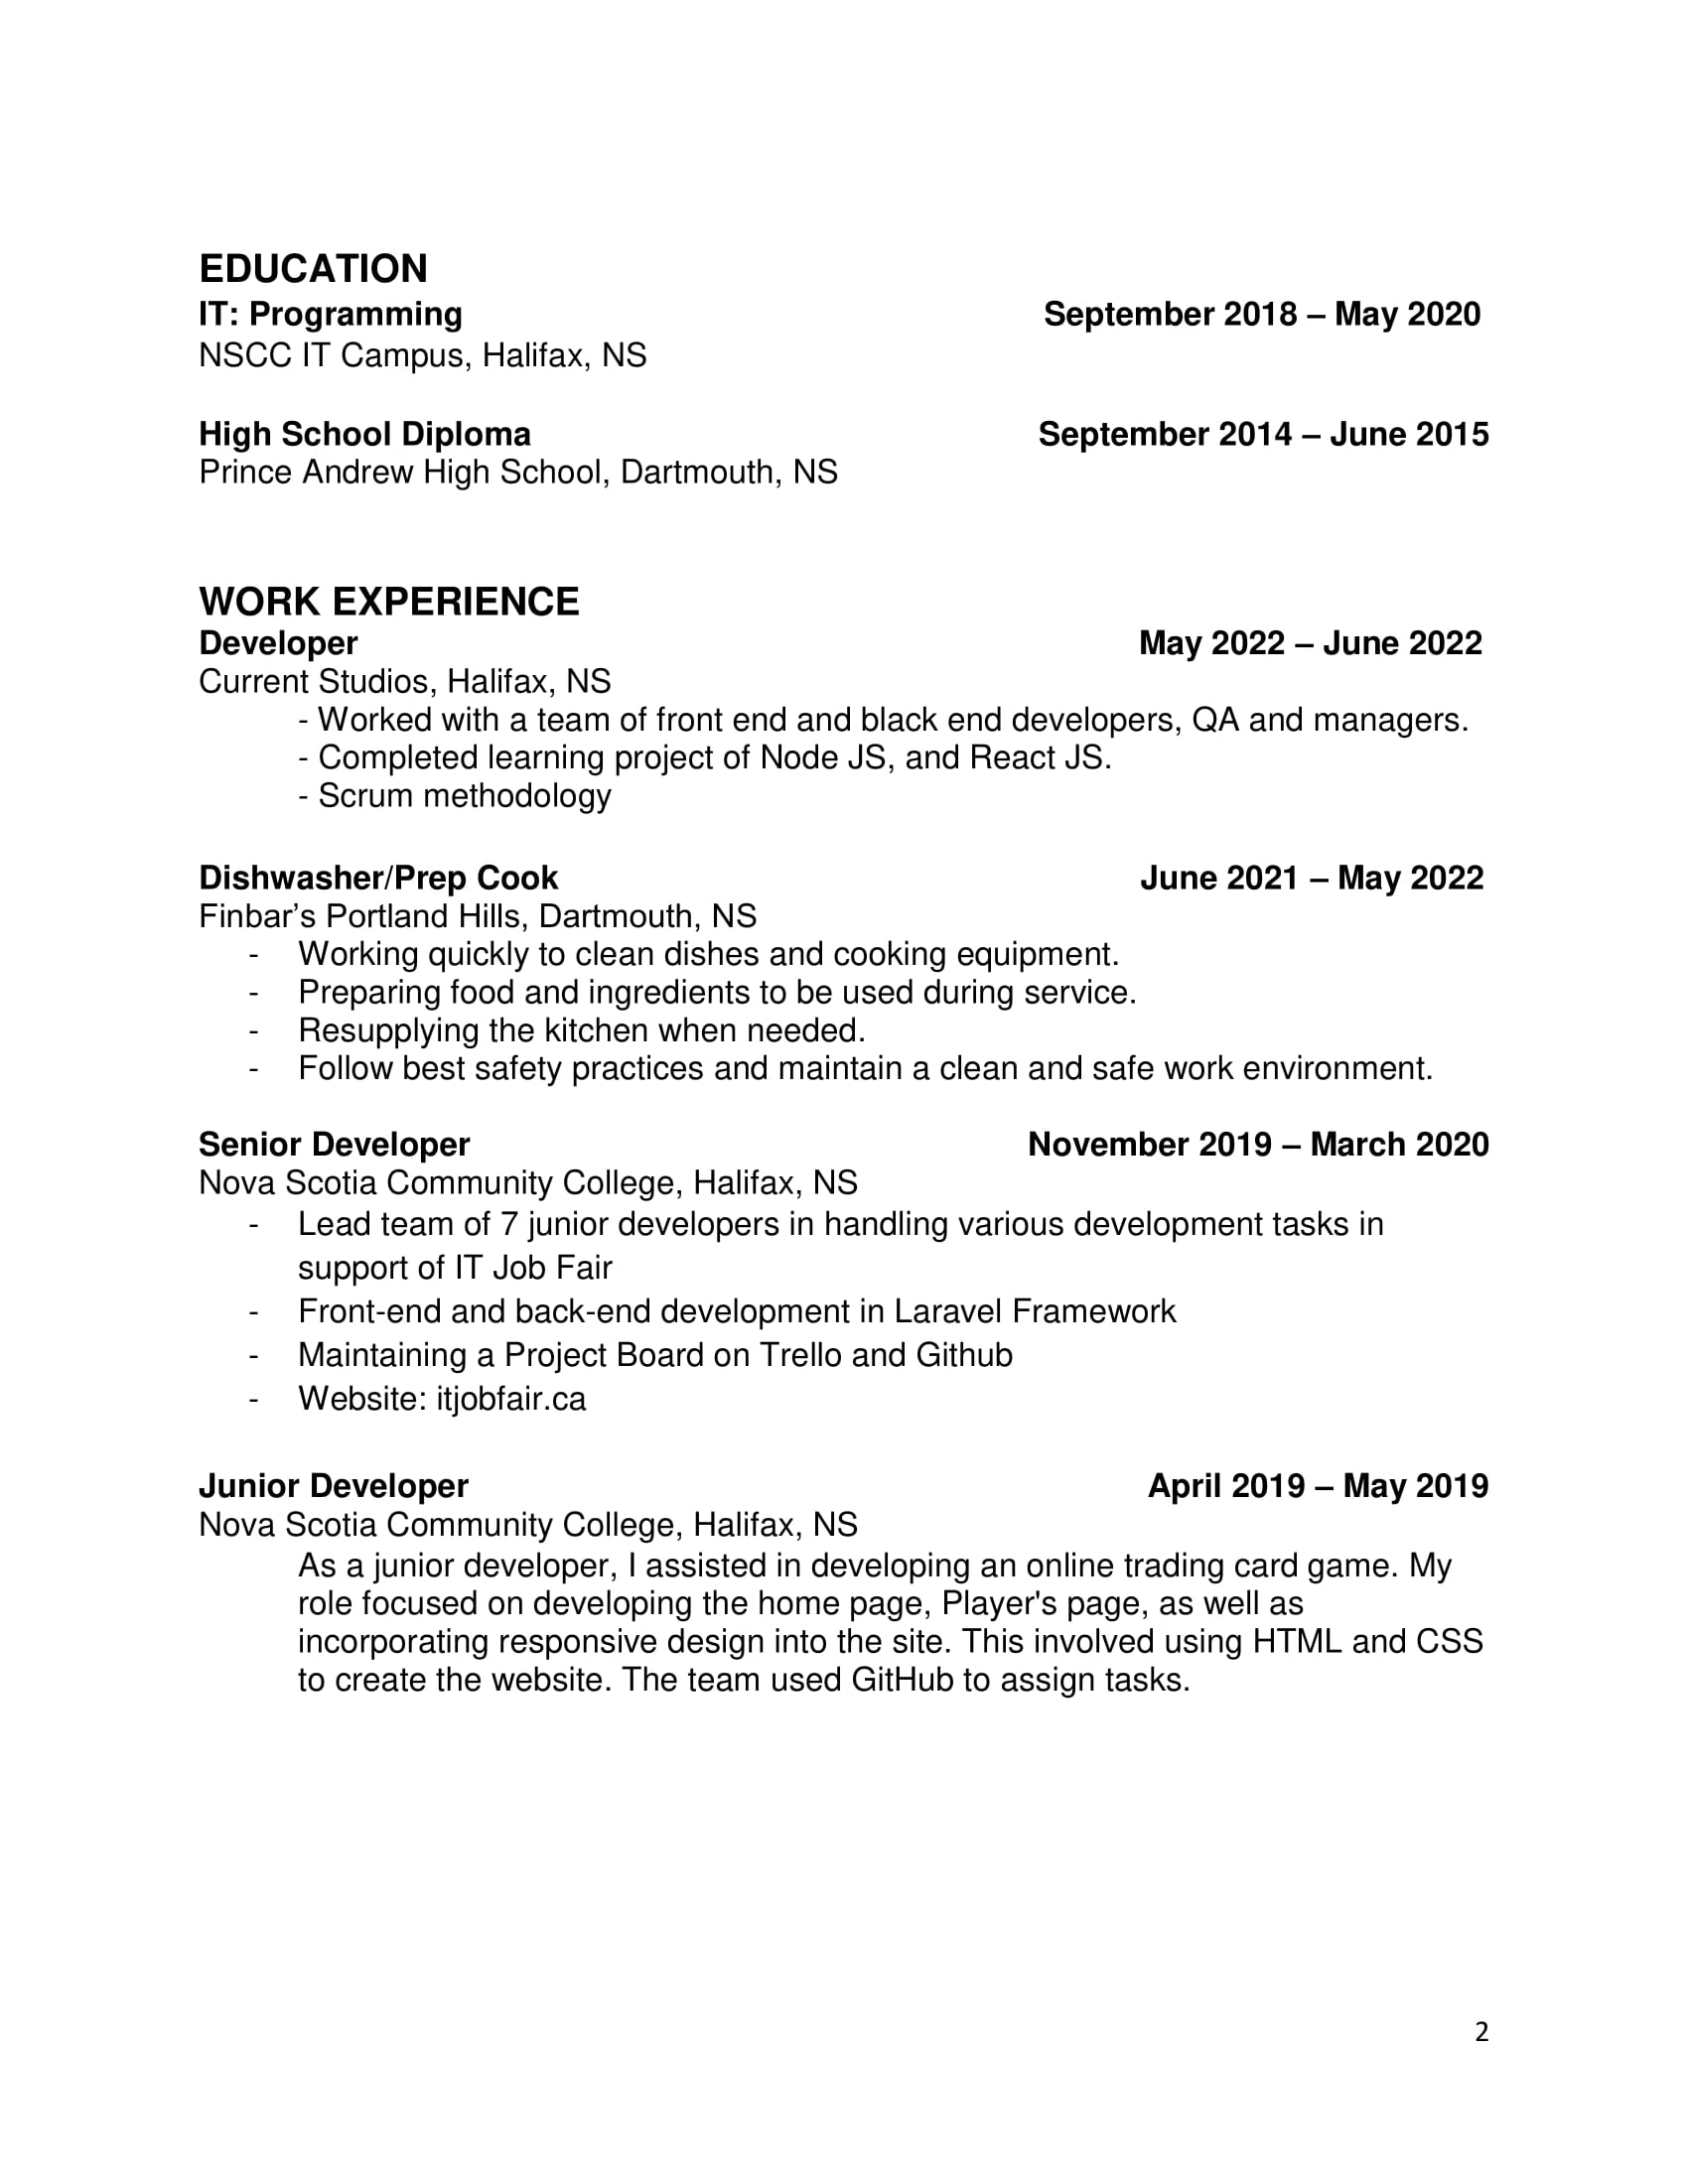 EDUCATION
IT: Programming September 2018 – May 2020
NSCC IT Campus, Halifax, NS
High School Diploma September 2014 – June 2015
Prince Andrew High School, Dartmouth, NS
WORK EXPERIENCE
Developer May 2022 – June 2022
Current Studios, Halifax, NS
- Worked with a team of front end and black end developers, QA and managers.
- Completed learning project of Node JS, and React JS.
- Scrum methodology
Dishwasher/Prep Cook June 2021 – May 2022
Finbar’s Portland Hills, Dartmouth, NS
- Working quickly to clean dishes and cooking equipment.
- Preparing food and ingredients to be used during service.
- Resupplying the kitchen when needed.
- Follow best safety practices and maintain a clean and safe work environment.
Senior Developer November 2019 – March 2020
Nova Scotia Community College, Halifax, NS
- Lead team of 7 junior developers in handling various development tasks in
support of IT Job Fair
- Front-end and back-end development in Laravel Framework
- Maintaining a Project Board on Trello and Github
- Website: itjobfair.ca
Junior Developer April 2019 – May 2019
Nova Scotia Community College, Halifax, NS
As a junior developer, I assisted in developing an online trading card game. My
role focused on developing the home page, Player's page, as well as
incorporating responsive design into the site. This involved using HTML and CSS
to create the website. The team used GitHub to assign tasks.
2